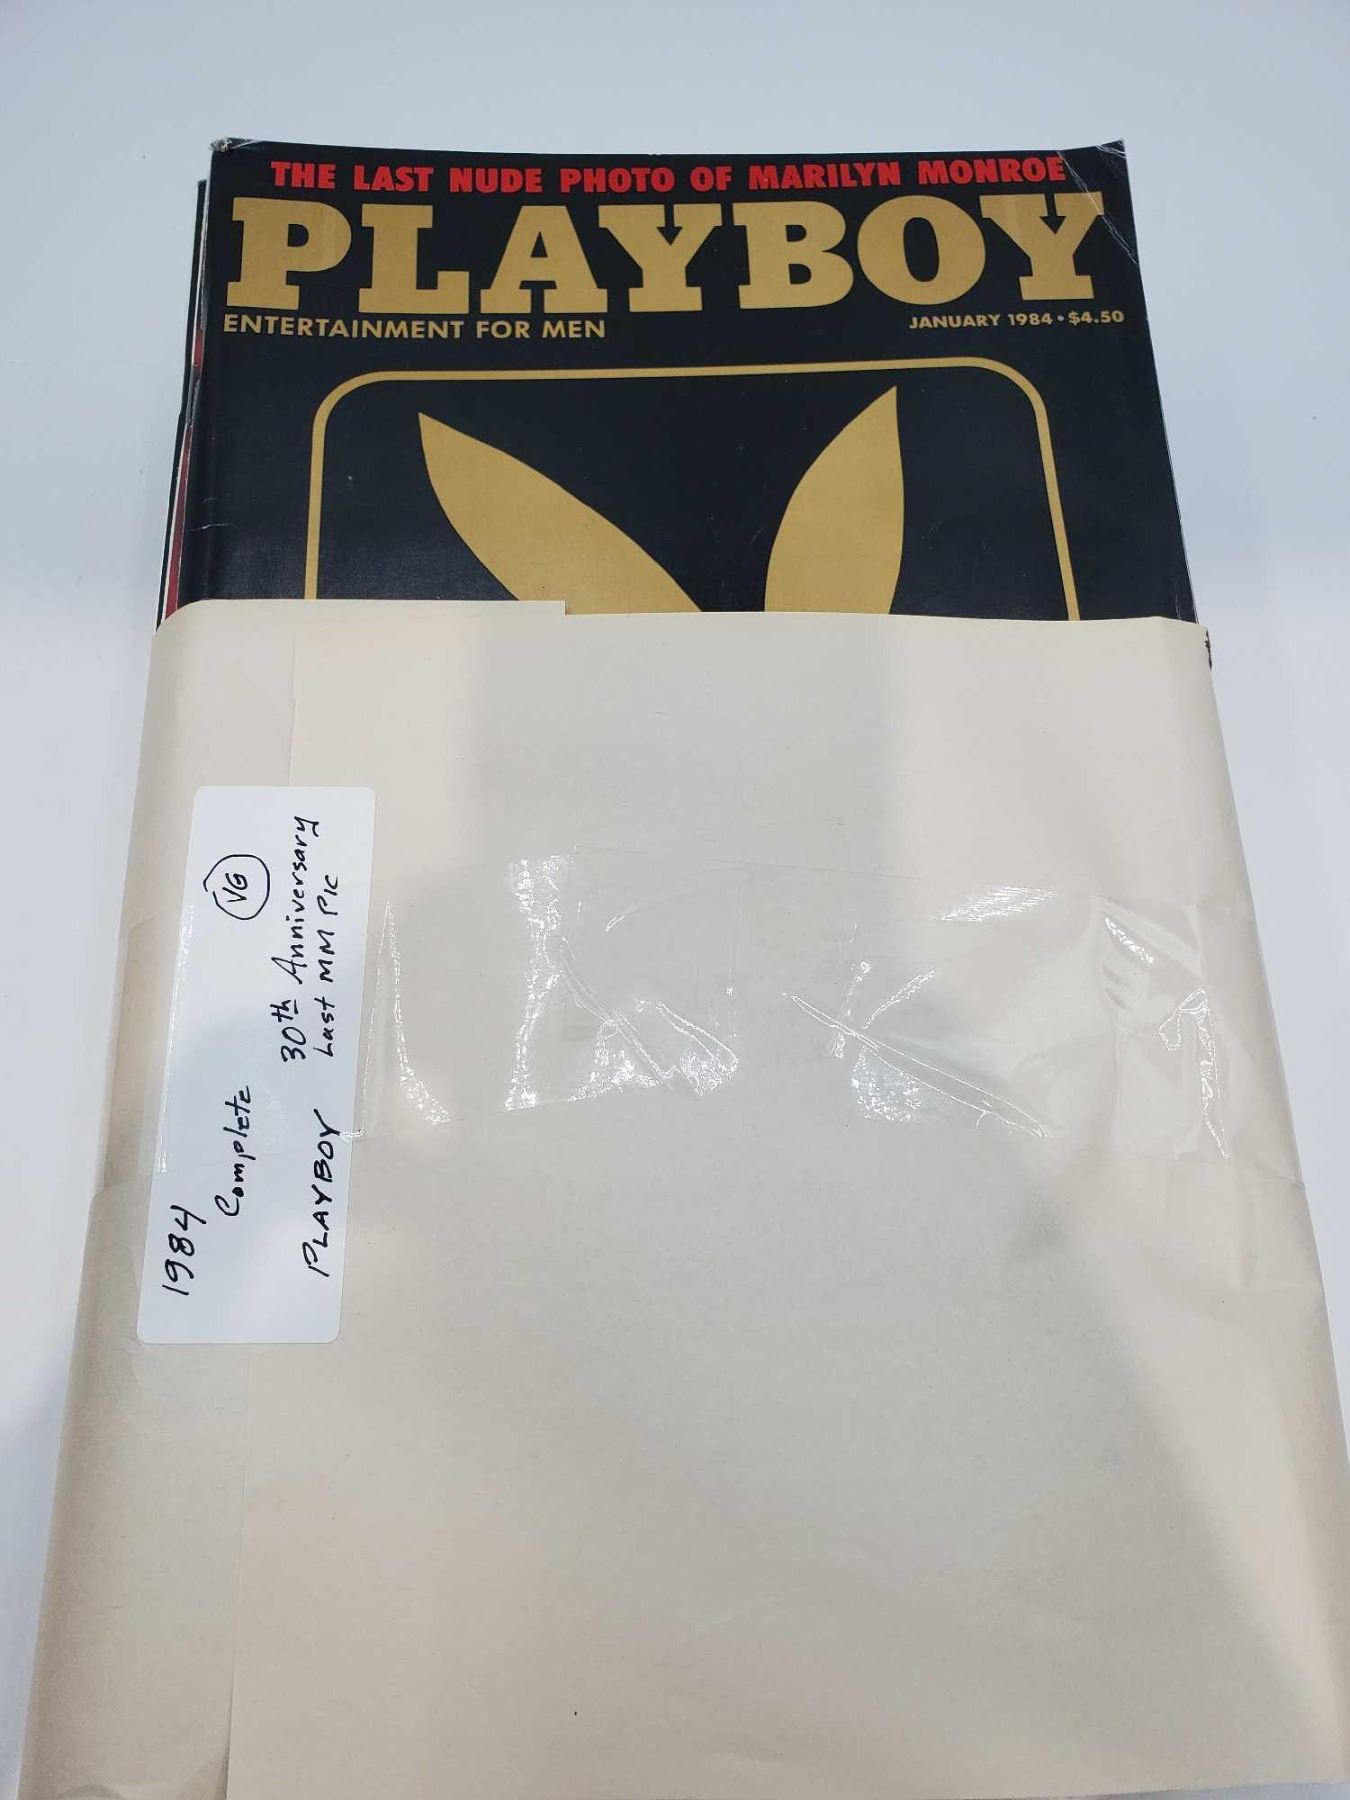 THE LAST NUDE PHOTO OF MARILYN MONROE
PLAYBOY
ENTERTAINMENT FOR MEN
JANUARY 1984 • $4.50
1984
Complete
VG
PLAYBOY
30th Anniversary
Last MM Pic